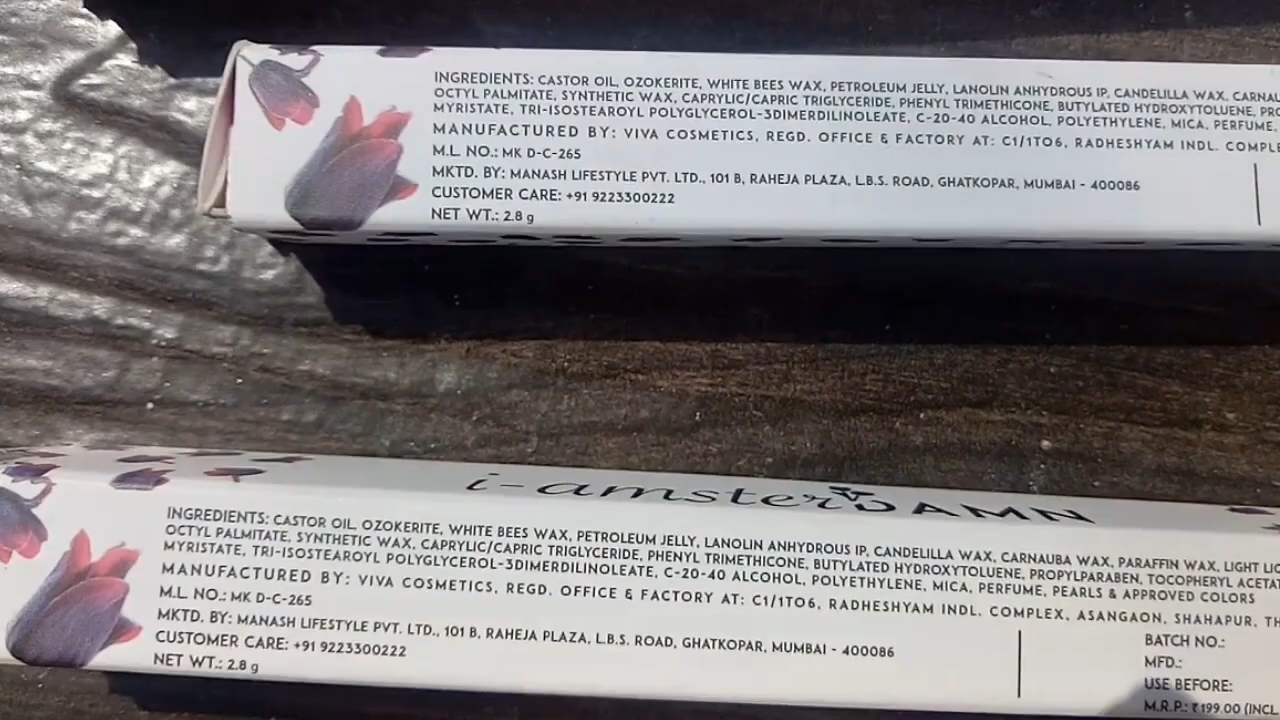 INGREDIENTS: CASTOR OIL, OZOKERITE, WHITE BEES WAX, PETROLEUM JELLY, LANOLIN ANHYDROUS IP, CANDELILLA WAX,
OCTYL PALMITATE, SYNTHETIC WAX, CAPRYLIC/CAPRIC TRIGLYCERIDE, PHENYL TRIMETHICONE, BUTYLATED HYDROXYTOLUENE,
MYRISTATE, TRI-ISOSTEAROYL POLYGLYCEROL-3DIMERDILINOLEATE, C-20-40 ALCOHOL, POLYETHYLENE, MICA, PERFUME,
MANUFACTURED BY: VIVA COSMETICS, REGD. OFFICE & FACTORY AT: C1/1TO6, RADHESHYAM INDL.
M.L. NO.: MK D-C-265
MKTD. BY: MANASH LIFESTYLE PVT. LTD., 101 B, RAHEJA PLAZA, L.B.S. ROAD, GHATKOPAR, MUMBAI - 400086
CUSTOMER CARE: +91 9223300222
NET WT.: 2.8 g
i-amsterDAMN
INGREDIENTS: CASTOR OIL, OZOKERITE, WHITE BEES WAX, PETROLEUM JELLY, LANOLIN ANHYDROUS IP, CANDELILLA WAX, CARNAUBA WAX, PARAFFIN WAX, LIGHT
OCTYL PALMITATE, SYNTHETIC WAX, CAPRYLIC/CAPRIC TRIGLYCERIDE, PHENYL TRIMETHICONE, BUTYLATED HYDROXYTOLUENE, PROPYLPARABEN, TOCOPHERYL
MYRISTATE, TRI-ISOSTEAROYL POLYGLYCEROL-3DIMERDILINOLEATE, C-20-40 ALCOHOL, POLYETHYLENE, MICA, PERFUME, PEARLS & APPROVED COLORS
MANUFACTURED BY: VIVA COSMETICS, REGD. OFFICE & FACTORY AT: C1/1TO6, RADHESHYAM INDL. COMPLEX, ASANGAON, SHAHAPUR,
M.L. NO.: MK D-C-265
MKTD. BY: MANASH LIFESTYLE PVT. LTD., 101 B, RAHEJA PLAZA, L.B.S. ROAD, GHATKOPAR, MUMBAI - 400086
CUSTOMER CARE: +91 9223300222
NET WT.: 2.8 g
BATCH NO.:
MFD.:
USE BEFORE:
M.R.P.: ₹199.00 (INCL